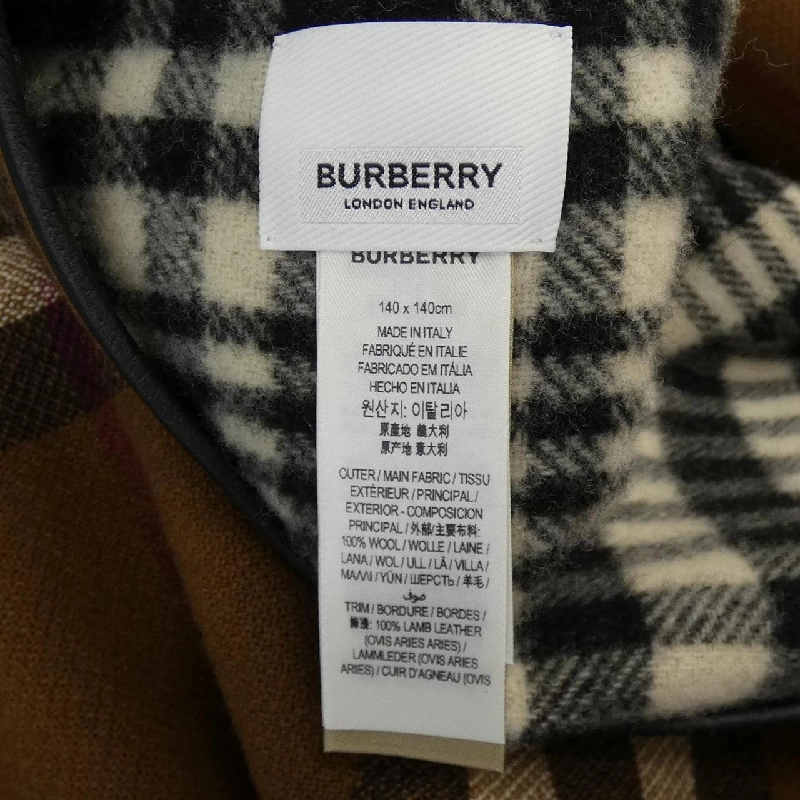 BURBERRY
LONDON ENGLAND
BURBERRY
140 x 140cm
MADE IN ITALY
FABRIQUÉ EN ITALIE
FABRICADO EM ITÁLIA
HECHO EN ITALIA
원산지: 이탈리아
原產地 義大利
原产地 意大利
OUTER / MAIN FABRIC / TISSU
EXTÉRIEUR / PRINCIPAL /
EXTERIOR - COMPOSICION
PRINCIPAL / 外部/主要布料:
100% WOOL / WOLLE / LAINE /
LANA / WOL / ULL / LÃ / VILLA /
ΜΑΛΛΙ / YÜN / ШЕРСТЬ / 羊毛 /
صوف
TRIM / BORDURE / BORDES /
飾邊: 100% LAMB LEATHER
(OVIS ARIES ARIES) /
LAMMLEDER (OVIS ARIES
ARIES) / CUIR D'AGNEAU (OVIS